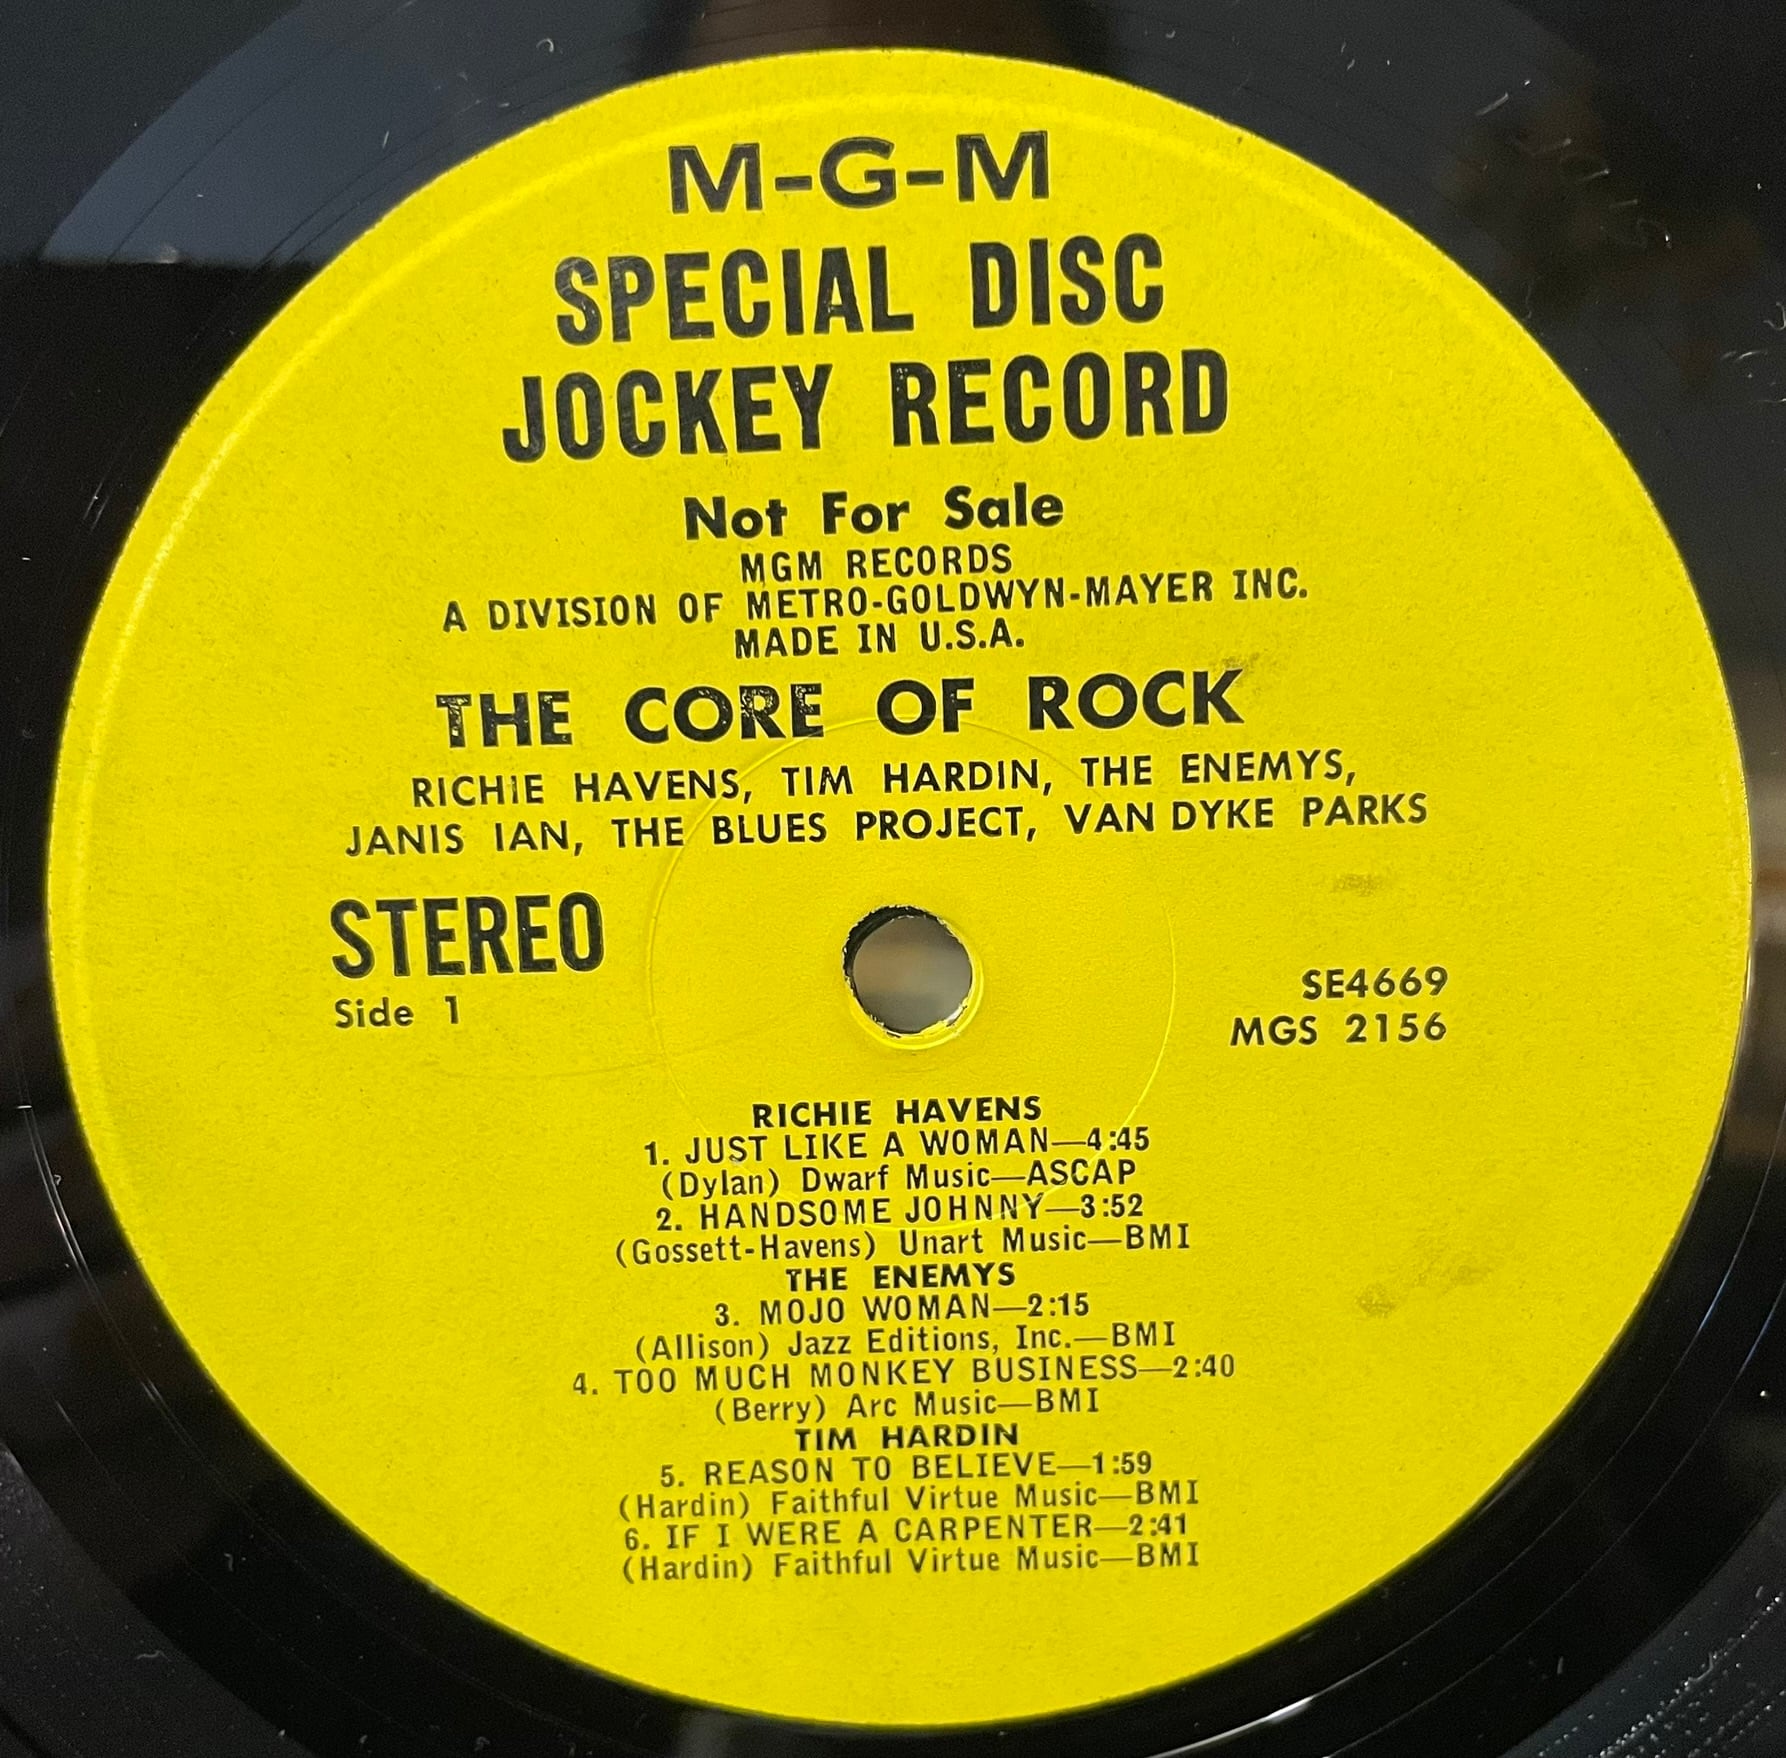 M-G-M
SPECIAL DISC
JOCKEY RECORD
Not For Sale
MGM RECORDS
A DIVISION OF METRO-GOLDWYN-MAYER INC.
MADE IN U.S.A.
THE CORE OF ROCK
RICHIE HAVENS, TIM HARDIN, THE ENEMYS,
JANIS IAN, THE BLUES PROJECT, VAN DYKE PARKS
STEREO
Side 1
SE4669
MGS 2156
RICHIE HAVENS
1. JUST LIKE A WOMAN—4:45
(Dylan) Dwarf Music—ASCAP
2. HANDSOME JOHNNY—3:52
(Gossett-Havens) Unart Music—BMI
THE ENEMYS
3. MOJO WOMAN—2:15
(Allison) Jazz Editions, Inc.—BMI
4. TOO MUCH MONKEY BUSINESS—2:40
(Berry) Arc Music—BMI
TIM HARDIN
5. REASON TO BELIEVE—1:59
(Hardin) Faithful Virtue Music—BMI
6. IF I WERE A CARPENTER—2:41
(Hardin) Faithful Virtue Music—BMI